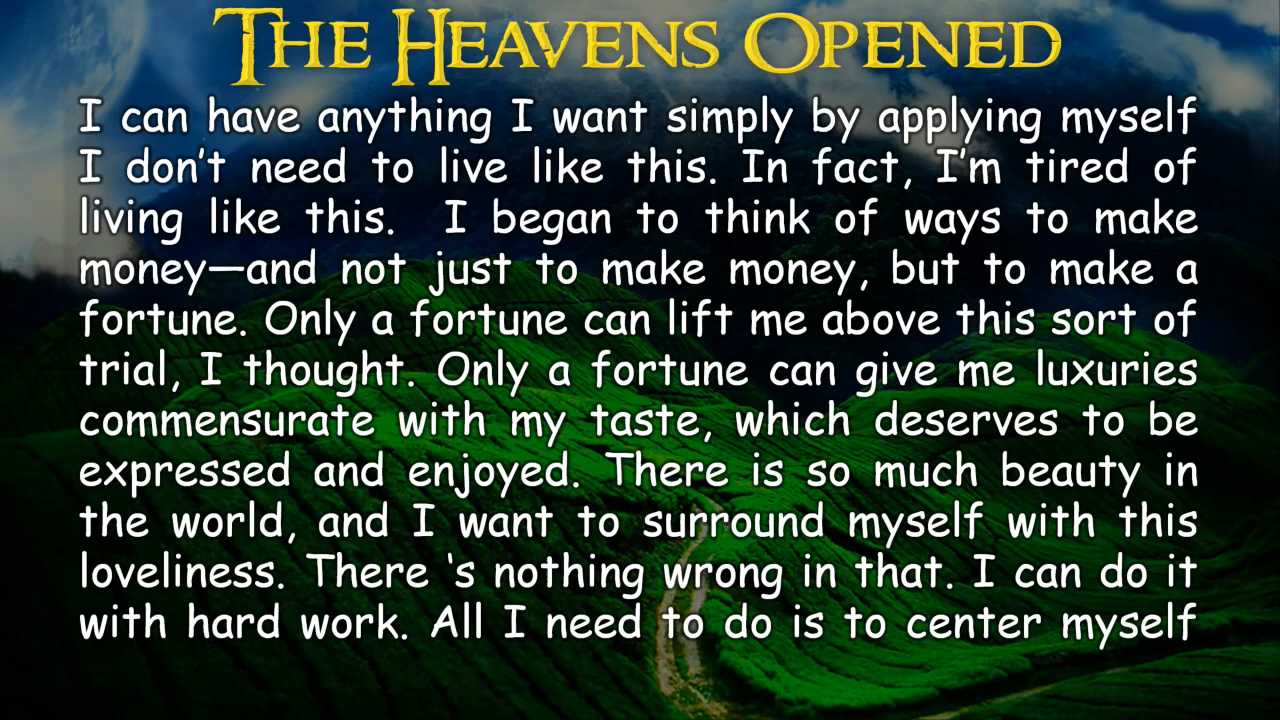 The Heavens Opened
I can have anything I want simply by applying myself
I don't need to live like this. In fact, I'm tired of
living like this.  I began to think of ways to make
money—and not just to make money, but to make a
fortune. Only a fortune can lift me above this sort of
trial, I thought. Only a fortune can give me luxuries
commensurate with my taste, which deserves to be
expressed and enjoyed. There is so much beauty in
the world, and I want to surround myself with this
loveliness. There 's nothing wrong in that. I can do it
with hard work. All I need to do is to center myself